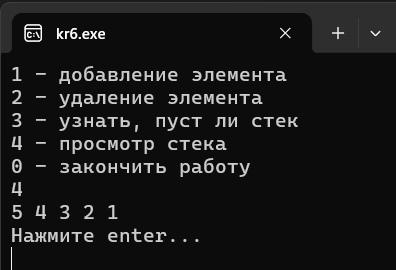 kr6.exe
1 - добавление элемента
2 - удаление элемента
3 - узнать, пуст ли стек
4 - просмотр стека
0 - закончить работу
4
5 4 3 2 1
Нажмите enter...